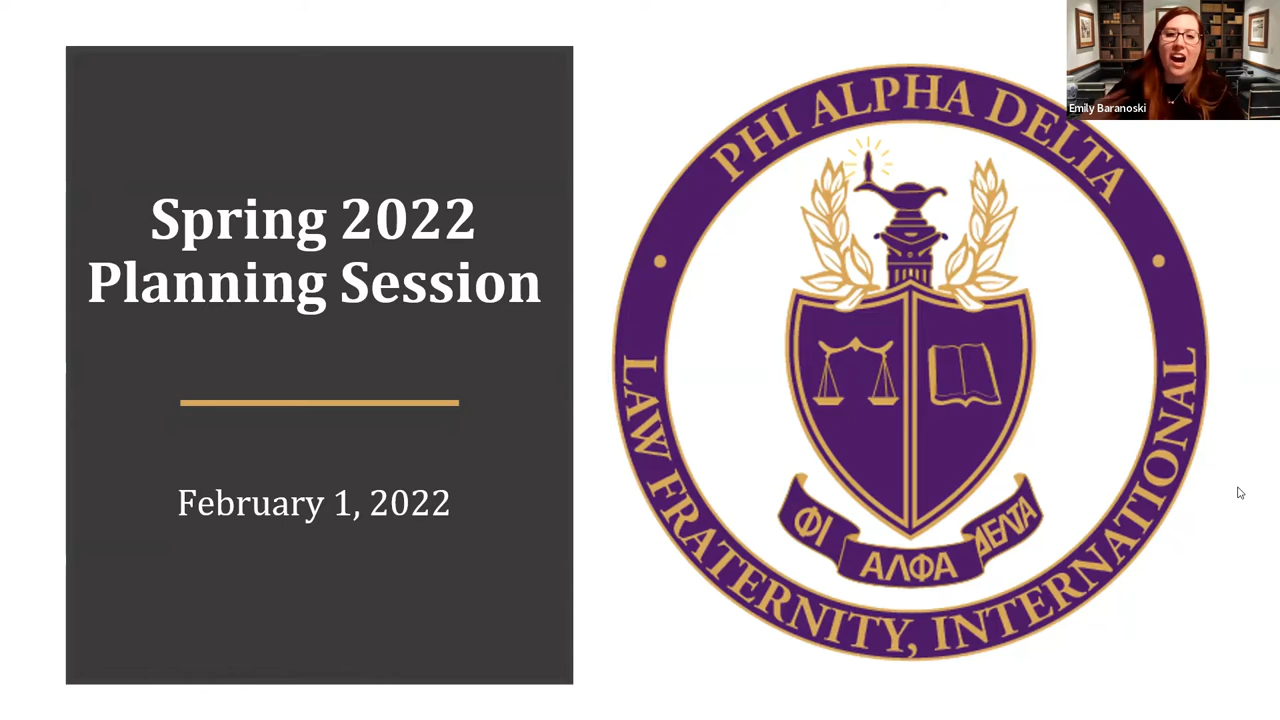 Spring 2022
Planning Session
February 1, 2022
PHI ALPHA DELTA
LAW FRATERNITY, INTERNATIONAL
ΦΙ
ΑΛΦΑ
ΔΕΛΤΑ
Emily Baranoski